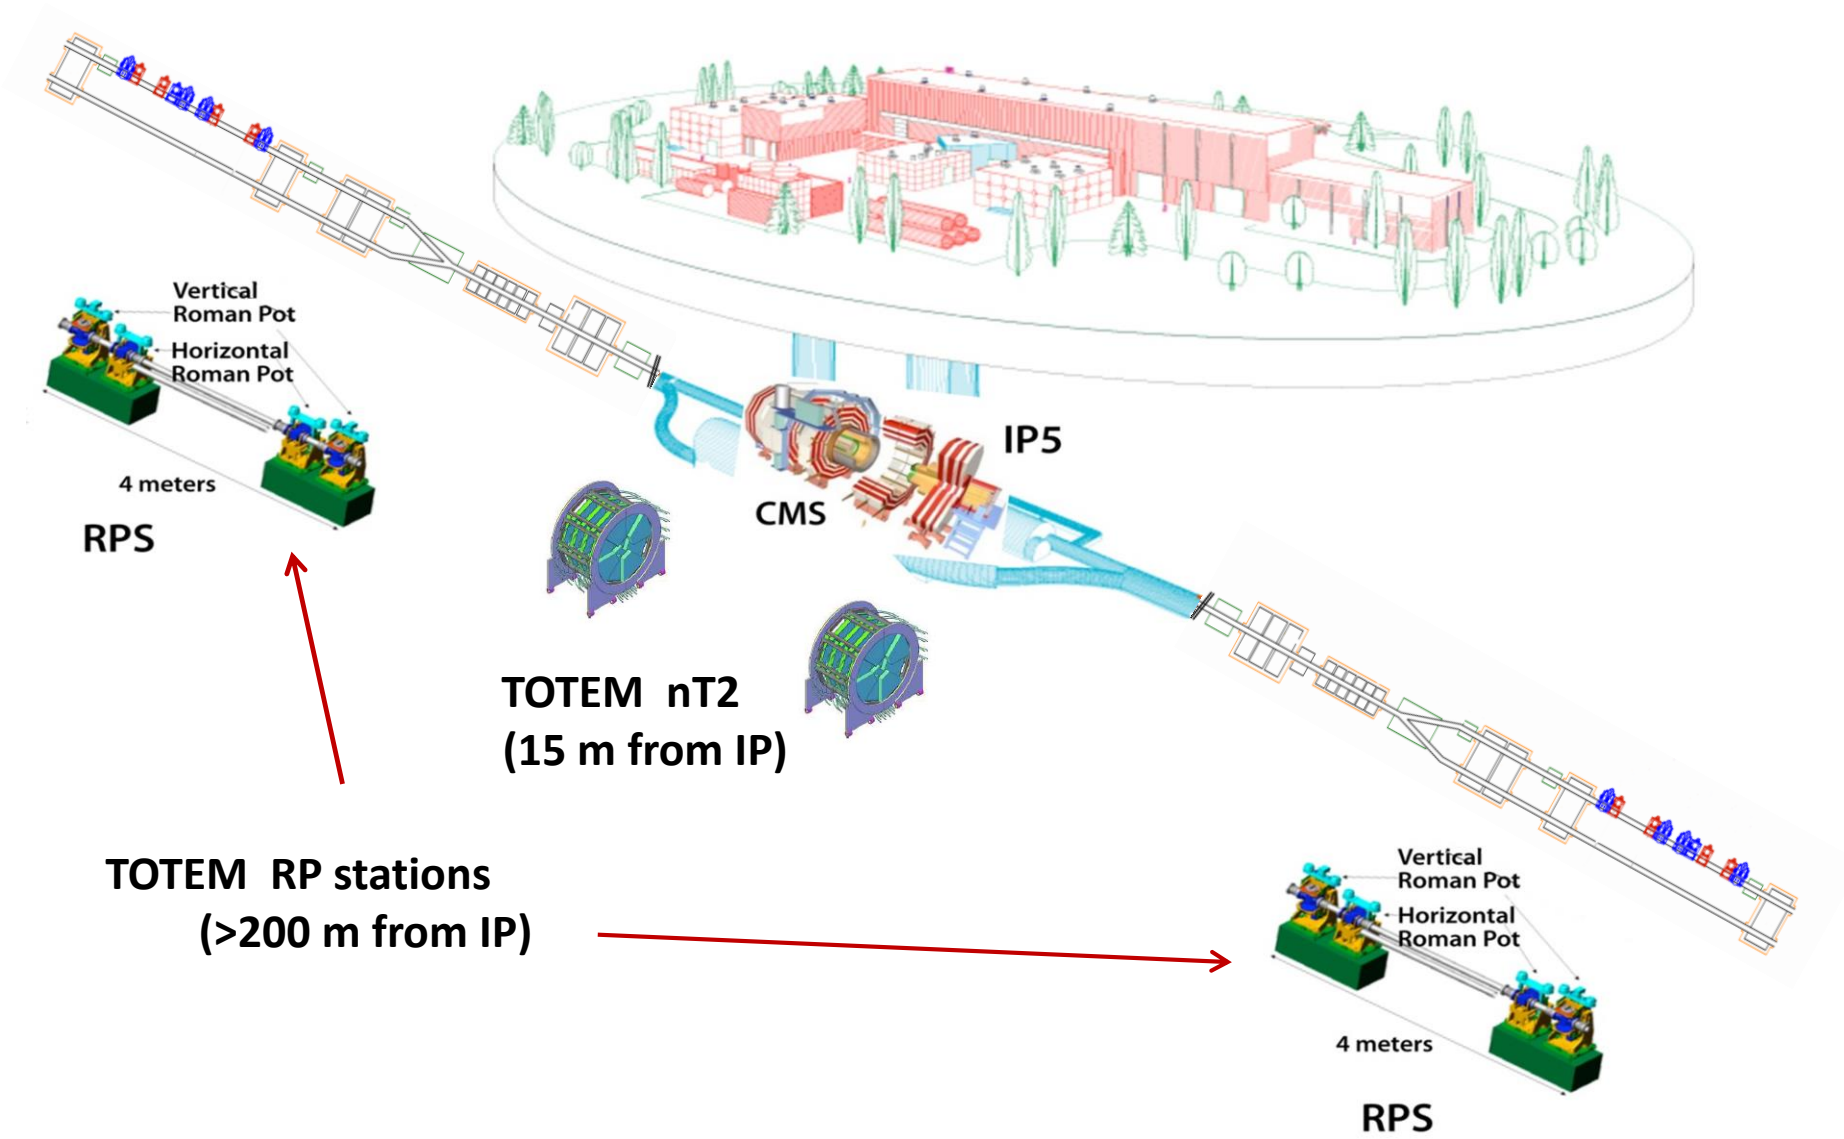 Vertical
Roman Pot
Horizontal
Roman Pot
4 meters
RPS
IP5
CMS
TOTEM nT2
(15 m from IP)
TOTEM RP stations
(>200 m from IP)
Vertical
Roman Pot
Horizontal
Roman Pot
4 meters
RPS